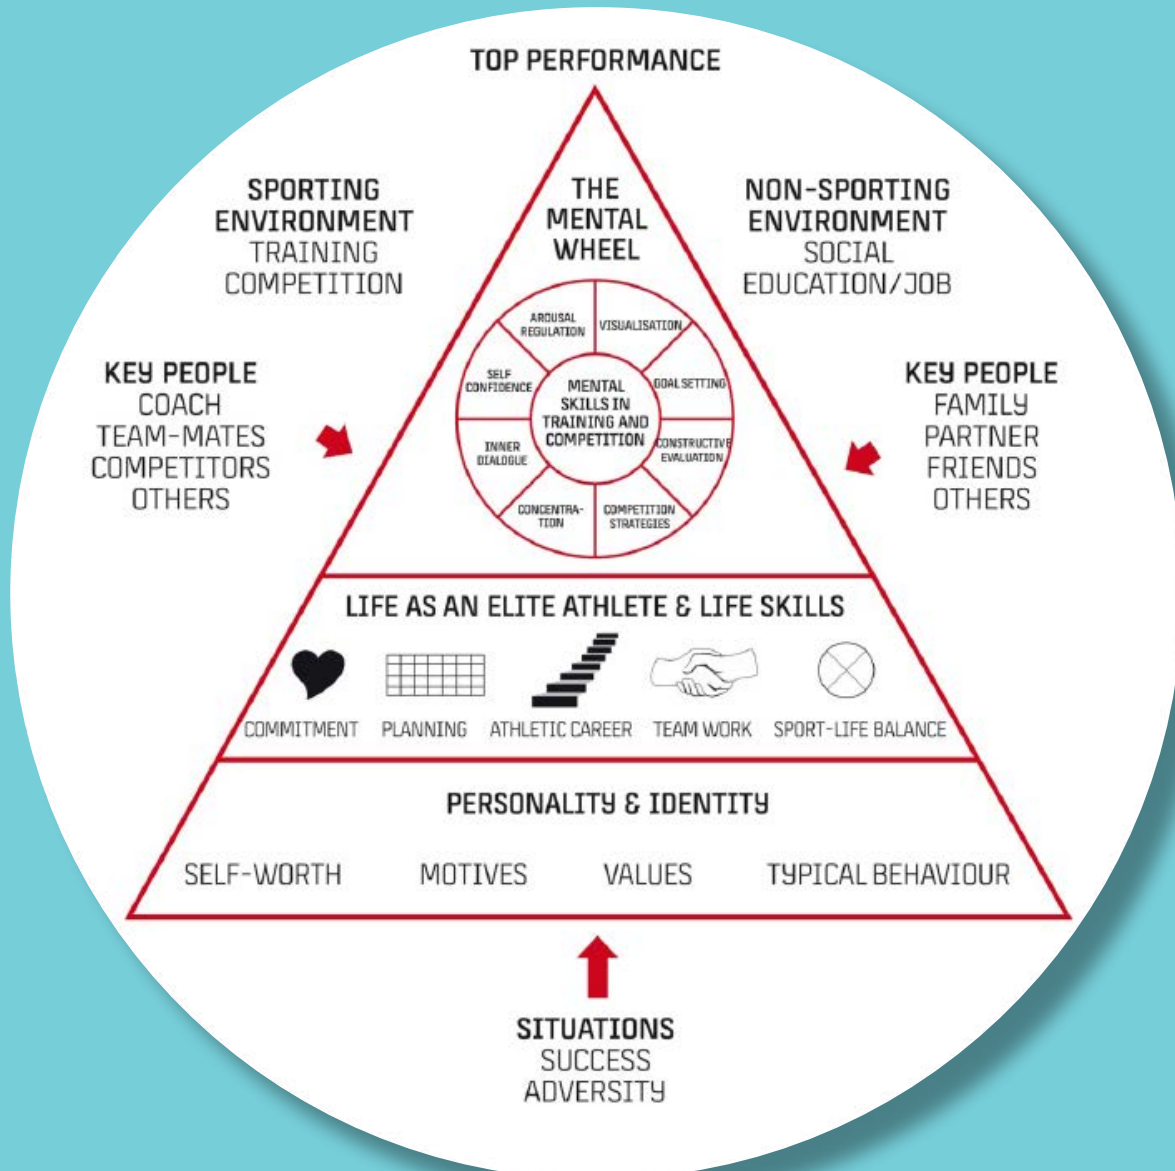 TOP PERFORMANCE
SPORTING
ENVIRONMENT
TRAINING
COMPETITION
THE
MENTAL
WHEEL
NON-SPORTING
ENVIRONMENT
SOCIAL
EDUCATION/JOB
KEY PEOPLE
COACH
TEAM-MATES
COMPETITORS
OTHERS
AROUSAL
REGULATION
VISUALISATION
SELF
CONFIDENCE
GOAL SETTING
MENTAL
SKILLS IN
TRAINING AND
COMPETITION
INNER
DIALOGUE
CONSTRUCTIVE
EVALUATION
CONCENTRA-
TION
COMPETITION
STRATEGIES
KEY PEOPLE
FAMILY
PARTNER
FRIENDS
OTHERS
LIFE AS AN ELITE ATHLETE & LIFE SKILLS
COMMITMENT
PLANNING
ATHLETIC CAREER
TEAM WORK
SPORT-LIFE BALANCE
PERSONALITY & IDENTITY
SELF-WORTH
MOTIVES
VALUES
TYPICAL BEHAVIOUR
SITUATIONS
SUCCESS
ADVERSITY